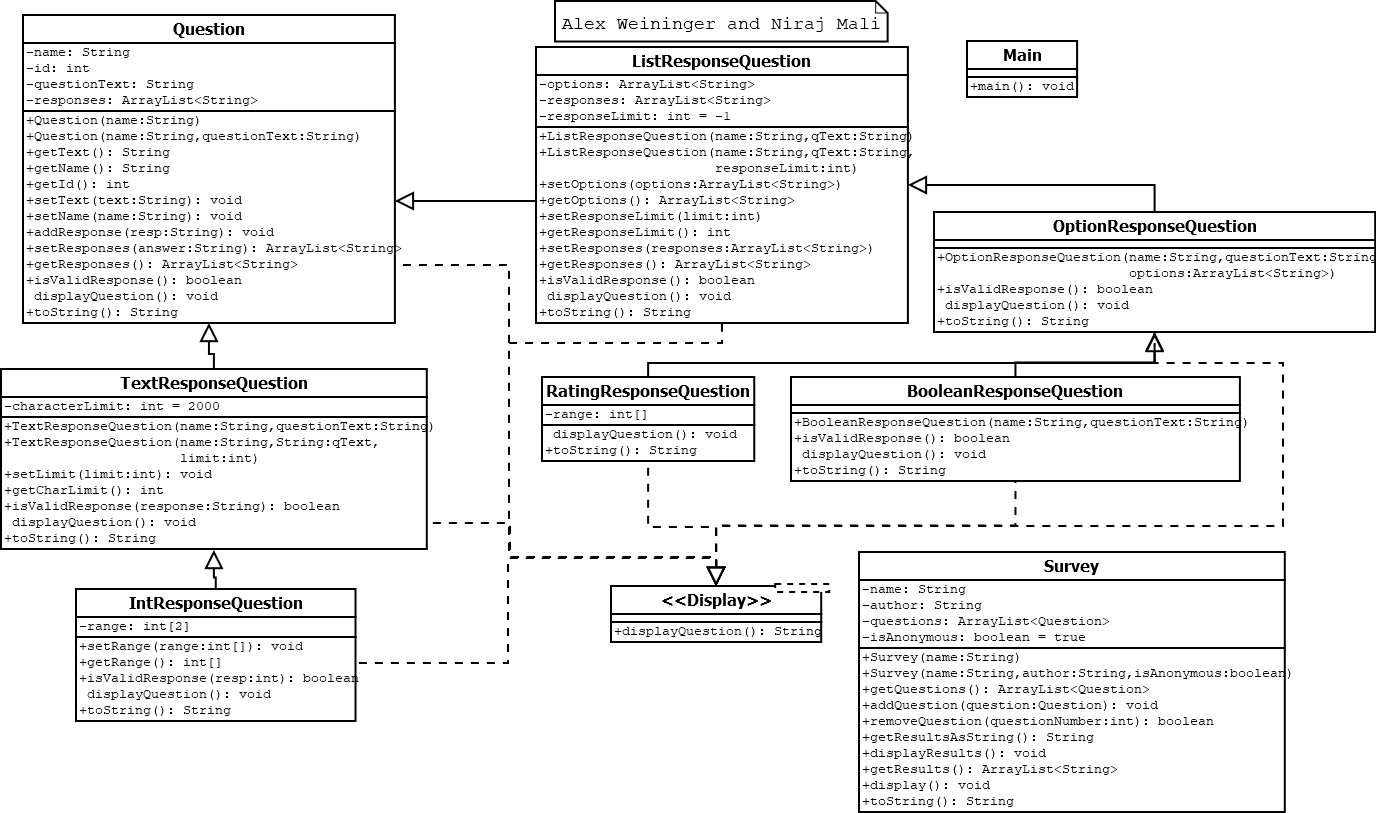 Alex Weininger and Niraj Mali
Question
-name: String
-id: int
-questionText: String
-responses: ArrayList<String>
+Question(name:String)
+Question(name:String,questionText:String)
+getText(): String
+getName(): String
+getId(): int
+setText(text:String): void
+setName(name:String): void
+addResponse(resp:String): void
+setResponses(answer:String): ArrayList<String>
+getResponses(): ArrayList<String>
+isValidResponse(): boolean
displayQuestion(): void
+toString(): String
ListResponseQuestion
-options: ArrayList<String>
-responses: ArrayList<String>
-responseLimit: int = -1
+ListResponseQuestion(name:String,qText:String)
+ListResponseQuestion(name:String,qText:String,
responseLimit:int)
+setOptions(options:ArrayList<String>)
+getOptions(): ArrayList<String>
+setResponseLimit(limit:int)
+getResponseLimit(): int
+setResponses(responses:ArrayList<String>)
+getResponses(): ArrayList<String>
+isValidResponse(): boolean
displayQuestion(): void
+toString(): String
Main
+main(): void
OptionResponseQuestion
+OptionResponseQuestion(name:String,questionText:String
options:ArrayList<String>)
+isValidResponse(): boolean
displayQuestion(): void
+toString(): String
TextResponseQuestion
-characterLimit: int = 2000
+TextResponseQuestion(name:String,questionText:String)
+TextResponseQuestion(name:String,String:qText,
limit:int)
+setLimit(limit:int): void
+getCharLimit(): int
+isValidResponse(response:String): boolean
displayQuestion(): void
+toString(): String
RatingResponseQuestion
-range: int[]
displayQuestion(): void
+toString(): String
BooleanResponseQuestion
+BooleanResponseQuestion(name:String,questionText:String)
+isValidResponse(): boolean
displayQuestion(): void
+toString(): String
IntResponseQuestion
-range: int[2]
+setRange(range:int[]): void
+getRange(): int[]
+isValidResponse(resp:int): boolean
displayQuestion(): void
+toString(): String
<<Display>>
+displayQuestion(): String
Survey
-name: String
-author: String
-questions: ArrayList<Question>
-isAnonymous: boolean = true
+Survey(name:String)
+Survey(name:String,author:String,isAnonymous:boolean)
+getQuestions(): ArrayList<Question>
+addQuestion(question:Question): void
+removeQuestion(questionNumber:int): boolean
+getResultsAsString(): String
+displayResults(): void
+getResults(): ArrayList<String>
+display(): void
+toString(): String